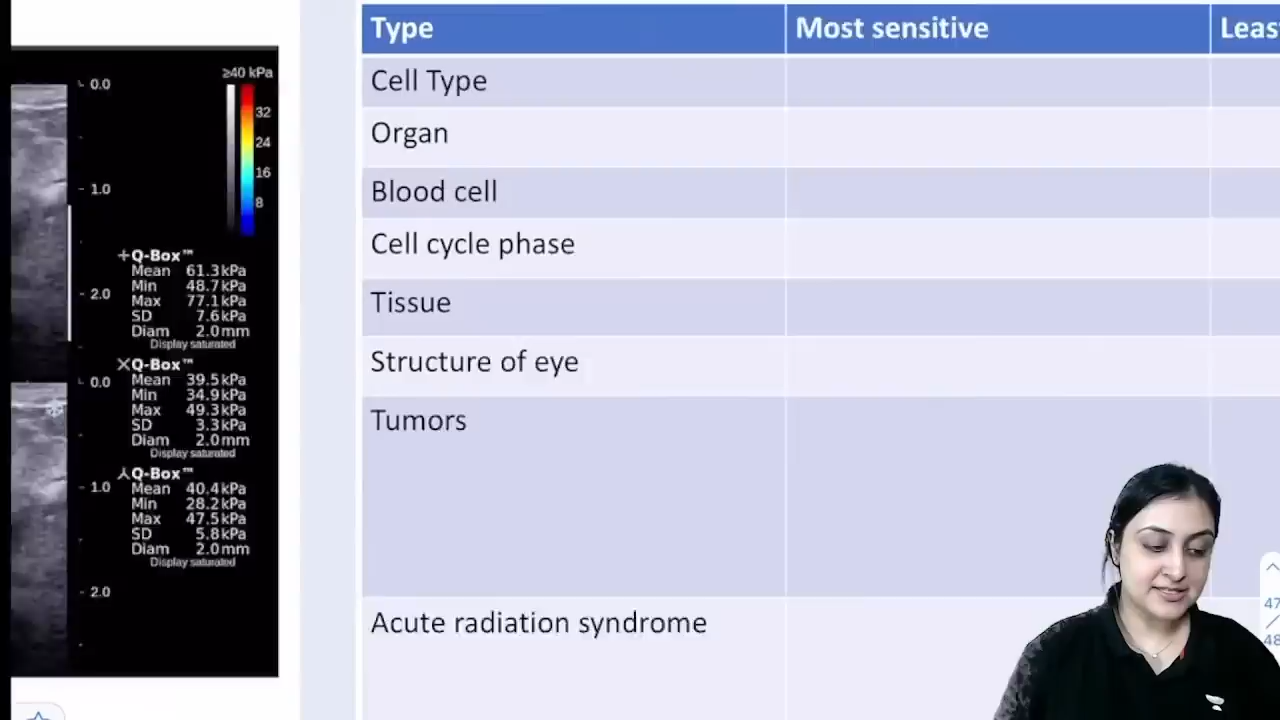 ≥40 kPa
0.0
32
24
16
1.0
8
+Q-Box™
Mean 61.3kPa
Min 48.7kPa
2.0
Max 77.1kPa
SD 7.6kPa
Diam 2.0mm
Display saturated
XQ-Box™
0.0
Mean 39.5kPa
Min 34.9kPa
Max 49.3kPa
SD 3.3kPa
Diam 2.0mm
Display saturated
⅄Q-Box™
1.0
Mean 40.4kPa
Min 28.2kPa
Max 47.5kPa
SD 5.8kPa
Diam 2.0mm
Display saturated
2.0
Type Most sensitive Leas
Cell Type
Organ
Blood cell
Cell cycle phase
Tissue
Structure of eye
Tumors
Acute radiation syndrome
47
/
48